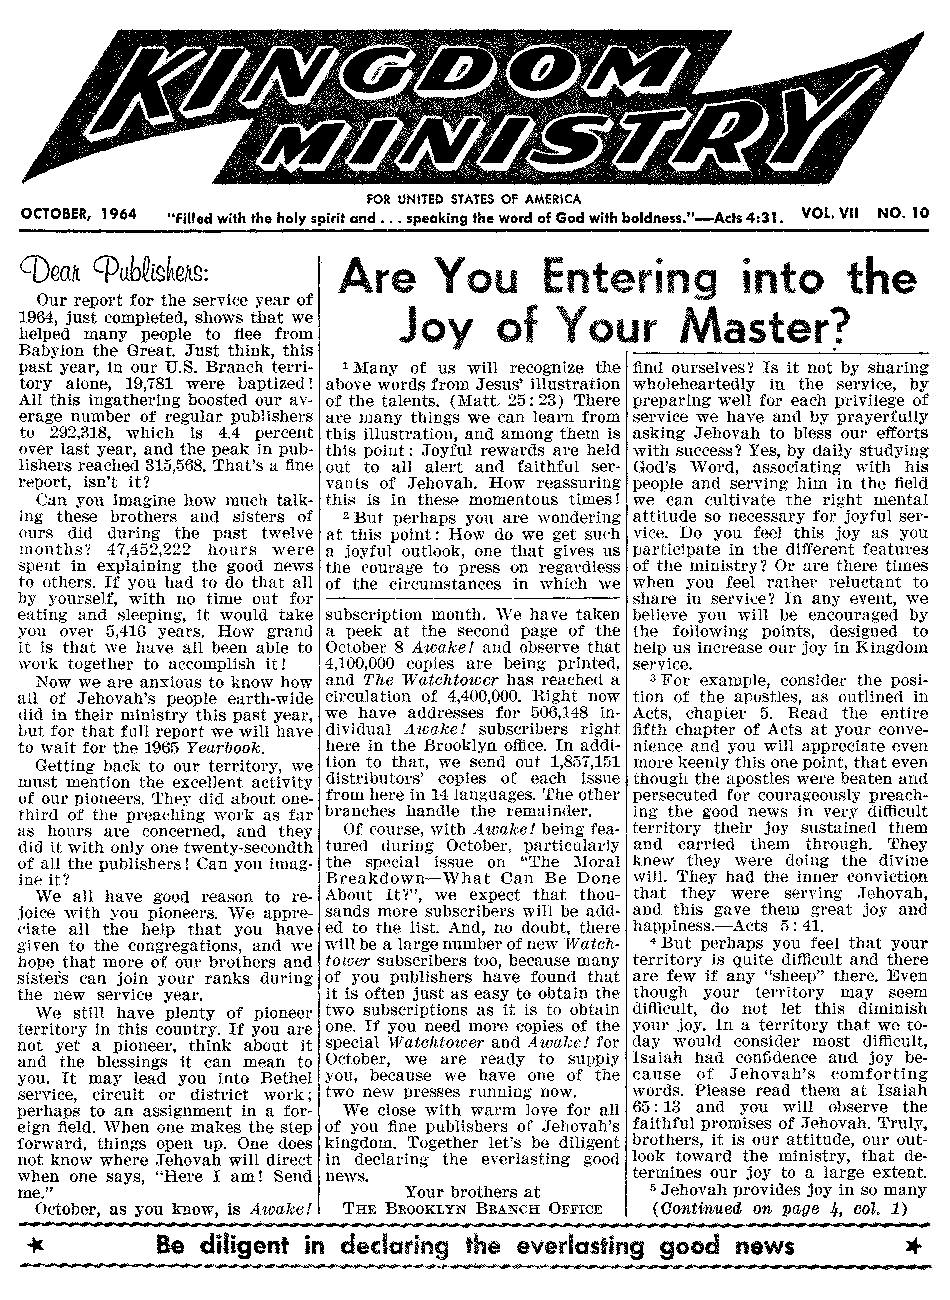 KINGDOM
MINISTRY
FOR UNITED STATES OF AMERICA
OCTOBER, 1964 "Filled with the holy spirit and . . . speaking the word of God with boldness."—Acts 4:31. VOL. VII NO. 10
Dear Publishers:
Our report for the service year of
1964, just completed, shows that we
helped many people to flee from
Babylon the Great. Just think, this
past year, in our U.S. Branch terri-
tory alone, 19,781 were baptized!
All this ingathering boosted our av-
erage number of regular publishers
to 292,318, which is 4.4 percent
over last year, and the peak in pub-
lishers reached 315,568. That's a fine
report, isn't it?
Can you imagine how much talk-
ing these brothers and sisters of
ours did during the past twelve
months? 47,452,222 hours were
spent in explaining the good news
to others. If you had to do that all
by yourself, with no time out for
eating and sleeping, it would take
you over 5,416 years. How grand
it is that we have all been able to
work together to accomplish it!
Now we are anxious to know how
all of Jehovah's people earth-wide
did in their ministry this past year,
but for that full report we will have
to wait for the 1965 Yearbook.
Getting back to our territory, we
must mention the excellent activity
of our pioneers. They did about one-
third of the preaching work as far
as hours are concerned, and they
did it with only one twenty-secondth
of all the publishers! Can you imag-
ine it?
We all have good reason to re-
joice with you pioneers. We appre-
ciate all the help that you have
given to the congregations, and we
hope that more of our brothers and
sisters can join your ranks during
the new service year.
We still have plenty of pioneer
territory in this country. If you are
not yet a pioneer, think about it
and the blessings it can mean to
you. It may lead you into Bethel
service, circuit or district work;
perhaps to an assignment in a for-
eign field. When one makes the step
forward, things open up. One does
not know where Jehovah will direct
when one says, "Here I am! Send
me."
October, as you know, is Awake!
subscription month. We have taken
a peek at the second page of the
October 8 Awake! and observe that
4,100,000 copies are being printed,
and The Watchtower has reached a
circulation of 4,400,000. Right now
we have addresses for 506,148 in-
dividual Awake! subscribers right
here in the Brooklyn office. In addi-
tion to that, we send out 1,857,151
distributors' copies of each issue
from here in 14 languages. The other
branches handle the remainder.
Of course, with Awake! being fea-
tured during October, particularly
the special issue on "The Moral
Breakdown—What Can Be Done
About It?", we expect that thou-
sands more subscribers will be add-
ed to the list. And, no doubt, there
will be a large number of new Watch-
tower subscribers too, because many
of you publishers have found that
it is often just as easy to obtain the
two subscriptions as it is to obtain
one. If you need more copies of the
special Watchtower and Awake! for
October, we are ready to supply
you, because we have one of the
two new presses running now.
We close with warm love for all
of you fine publishers of Jehovah's
kingdom. Together let's be diligent
in declaring the everlasting good
news.
Your brothers at
THE BROOKLYN BRANCH OFFICE
Are You Entering into the
Joy of Your Master?
1 Many of us will recognize the
above words from Jesus' illustration
of the talents. (Matt. 25:23) There
are many things we can learn from
this illustration, and among them is
this point: Joyful rewards are held
out to all alert and faithful ser-
vants of Jehovah. How reassuring
this is in these momentous times!
2 But perhaps you are wondering
at this point: How do we get such
a joyful outlook, one that gives us
the courage to press on regardless
of the circumstances in which we
find ourselves? Is it not by sharing
wholeheartedly in the service, by
preparing well for each privilege of
service we have and by prayerfully
asking Jehovah to bless our efforts
with success? Yes, by daily studying
God's Word, associating with his
people and serving him in the field
we can cultivate the right mental
attitude so necessary for joyful ser-
vice. Do you feel this joy as you
participate in the different features
of the ministry? Or are there times
when you feel rather reluctant to
share in service? In any event, we
believe you will be encouraged by
the following points, designed to
help us increase our joy in Kingdom
service.
3 For example, consider the posi-
tion of the apostles, as outlined in
Acts, chapter 5. Read the entire
fifth chapter of Acts at your conve-
nience and you will appreciate even
more keenly this one point, that even
though the apostles were beaten and
persecuted for courageously preach-
ing the good news in very difficult
territory their joy sustained them
and carried them through. They
knew they were doing the divine
will. They had the inner conviction
that they were serving Jehovah,
and this gave them great joy and
happiness.—Acts 5:41.
4 But perhaps you feel that your
territory is quite difficult and there
are few if any "sheep" there. Even
though your territory may seem
difficult, do not let this diminish
your joy. In a territory that we to-
day would consider most difficult,
Isaiah had confidence and joy be-
cause of Jehovah's comforting
words. Please read them at Isaiah
65:13 and you will observe the
faithful promises of Jehovah. Truly,
brothers, it is our attitude, our out-
look toward the ministry, that de-
termines our joy to a large extent.
5 Jehovah provides joy in so many
(Continued on page 4, col. 1)
★ Be diligent in declaring the everlasting good news ★